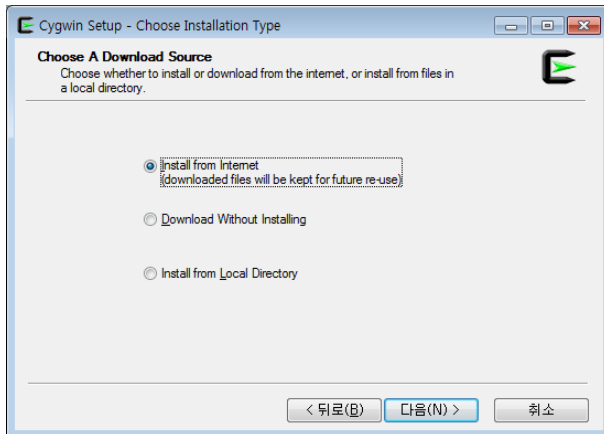 Cygwin Setup - Choose Installation Type
Choose A Download Source
Choose whether to install or download from the internet, or install from files in
a local directory.
Install from Internet
(downloaded files will be kept for future re-use)
Download Without Installing
Install from Local Directory
< 뒤로(B) 다음(N) > 취소